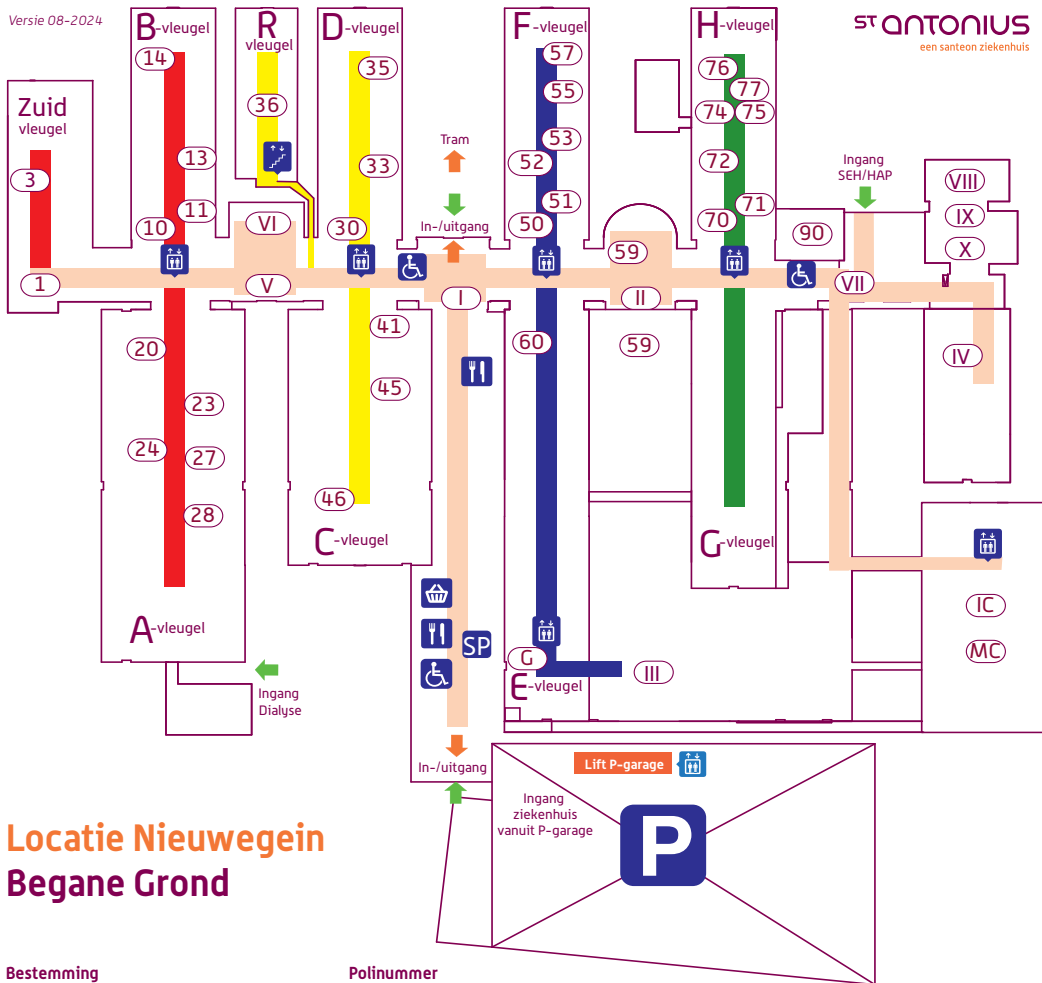 Versie 08-2024
B-vleugel
R
vleugel
D-vleugel
F-vleugel
H-vleugel
ST ANTONIUS
een santeon ziekenhuis
14
35
57
76
Zuid
vleugel
36
55
77
74
75
3
13
33
Tram
53
52
72
Ingang
SEH/HAP
VIII
11
10
VI
30
In-/uitgang
51
50
71
70
90
IX
X
59
1
V
I
II
VII
20
41
60
59
IV
23
45
24
27
28
46
C-vleugel
G-vleugel
A-vleugel
IC
SP
MC
G
III
E-vleugel
Ingang
Dialyse
In-/uitgang
Lift P-garage
Ingang
ziekenhuis
vanuit P-garage
P
Locatie Nieuwegein
Begane Grond
Bestemming
Polinummer